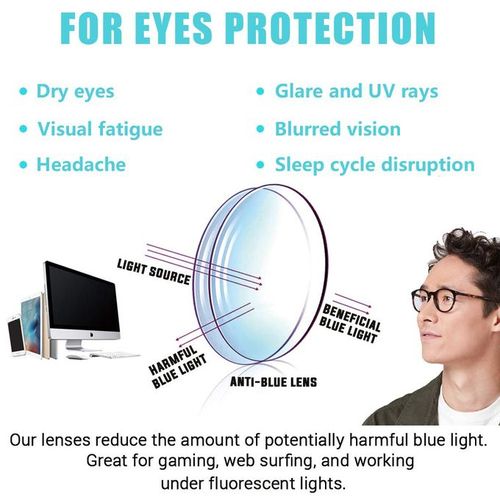 FOR EYES PROTECTION
• Dry eyes
• Glare and UV rays
• Visual fatigue
• Blurred vision
• Headache
• Sleep cycle disruption
LIGHT SOURCE
BENEFICIAL
BLUE LIGHT
HARMFUL
BLUE LIGHT
ANTI-BLUE LENS
Our lenses reduce the amount of potentially harmful blue light.
Great for gaming, web surfing, and working
under fluorescent lights.